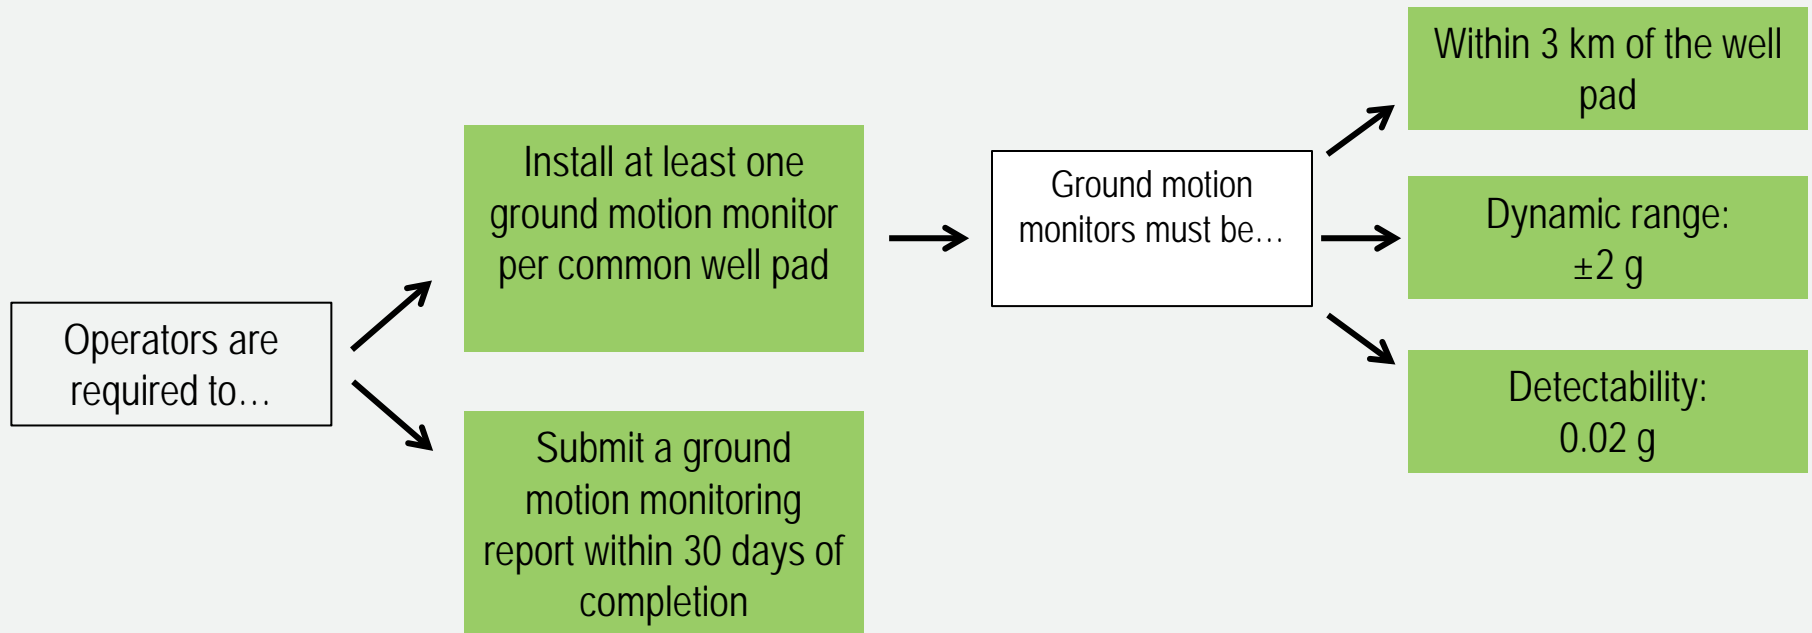 Operators are
required to…
Install at least one
ground motion monitor
per common well pad
Submit a ground
motion monitoring
report within 30 days of
completion
Ground motion
monitors must be…
Within 3 km of the well
pad
Dynamic range:
±2 g
Detectability:
0.02 g